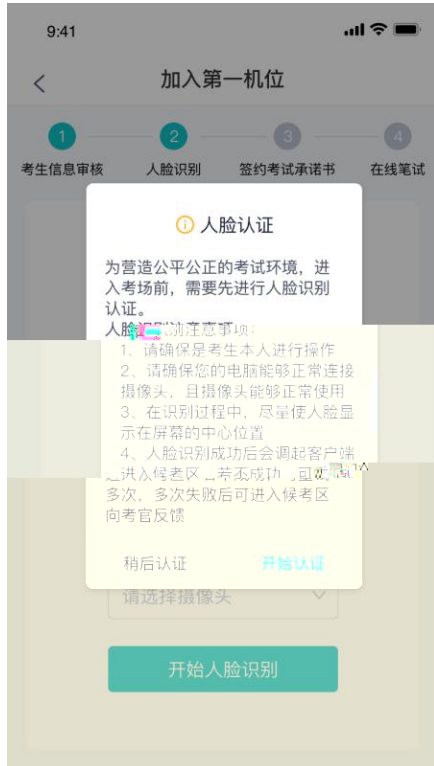 9:41
加入第一机位
1 2 3 4
考生信息审核 人脸识别 签约考试承诺书 在线笔试
人脸认证
为营造公平公正的考试环境，进
入考场前，需要先进行人脸识别
认证。
人脸识别注意事项：
1、请确保是考生本人进行操作
2、请确保您的电脑能够正常连接
摄像头，且摄像头能够正常使用
3、在识别过程中，尽量使人脸显
示在屏幕的中心位置
4、人脸识别成功后会调起客户端
进入候考区 若不成功
多次，多次失败后可进入候考区
向考官反馈
稍后认证 开始认证
请选择摄像头
开始人脸识别